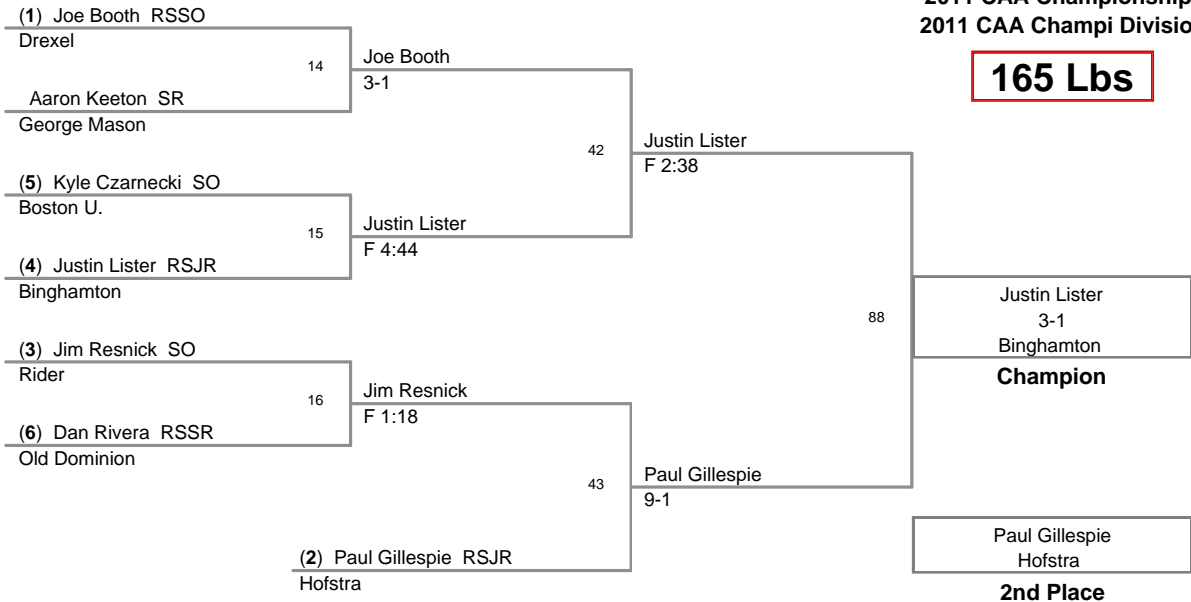 2011 CAA Championship
2011 CAA Champi Divisio
165 Lbs
(1) Joe Booth RSSO
Drexel
14
Joe Booth
3-1
Aaron Keeton SR
George Mason
42
Justin Lister
F 2:38
(5) Kyle Czarnecki SO
Boston U.
15
Justin Lister
F 4:44
(4) Justin Lister RSJR
Binghamton
88
Justin Lister
3-1
Binghamton
Champion
(3) Jim Resnick SO
Rider
16
Jim Resnick
F 1:18
(6) Dan Rivera RSSR
Old Dominion
43
Paul Gillespie
9-1
(2) Paul Gillespie RSJR
Hofstra
Paul Gillespie
Hofstra
2nd Place